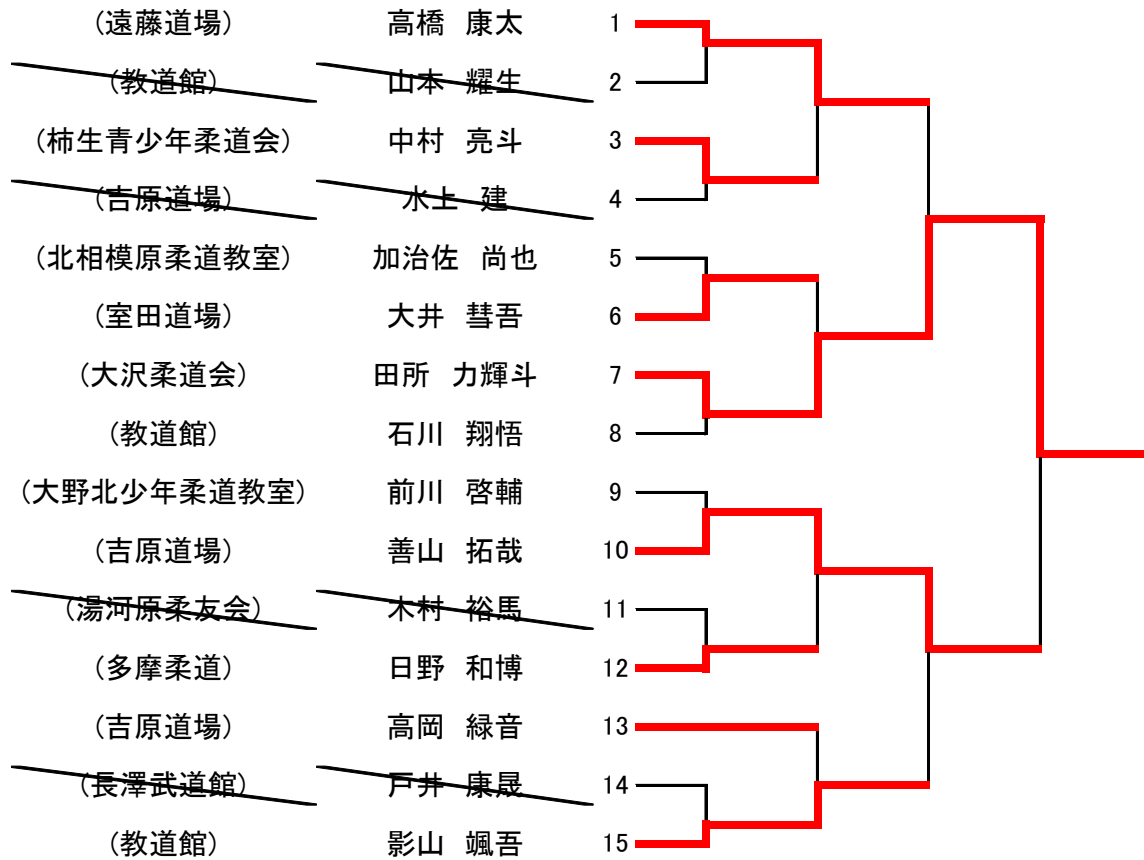 (遠藤道場) 高橋 康太 1
(教道館) 山本 耀生 2
(柿生青少年柔道会) 中村 亮斗 3
(吉原道場) 水上 建 4
(北相模原柔道教室) 加治佐 尚也 5
(室田道場) 大井 彗吾 6
(大沢柔道会) 田所 力輝斗 7
(教道館) 石川 翔悟 8
(大野北少年柔道教室) 前川 啓輔 9
(吉原道場) 善山 拓哉 10
(湯河原柔友会) 木村 裕馬 11
(多摩柔道) 日野 和博 12
(吉原道場) 高岡 緑音 13
(長澤武道館) 戸井 康晟 14
(教道館) 影山 颯吾 15